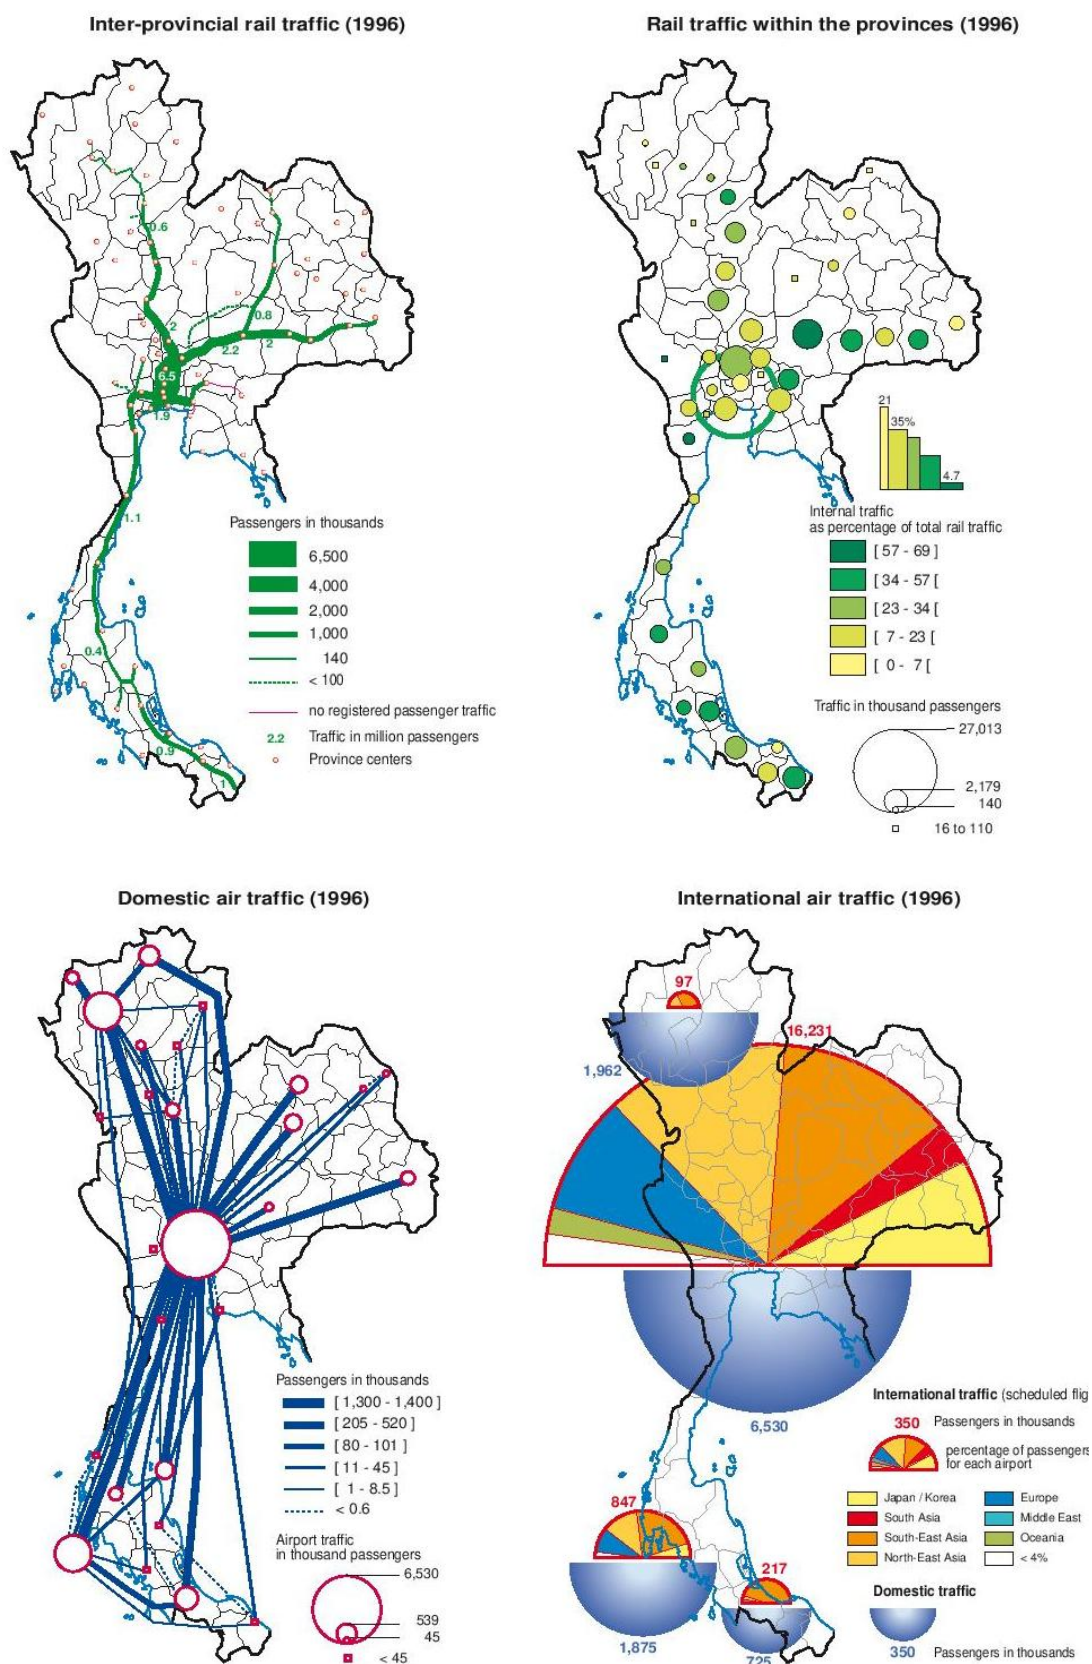 Inter-provincial rail traffic (1996)
0.6
2
0.8
2.2
2
6.5
1.9
1.1
0.4
0.9
1
Passengers in thousands
6,500
4,000
2,000
1,000
140
< 100
no registered passenger traffic
2.2 Traffic in million passengers
Province centers
Rail traffic within the provinces (1996)
21
35%
4.7
Internal traffic
as percentage of total rail traffic
[ 57 - 69 ]
[ 34 - 57 [
[ 23 - 34 [
[ 7 - 23 [
[ 0 - 7 [
Traffic in thousand passengers
27,013
2,179
140
16 to 110
Domestic air traffic (1996)
Passengers in thousands
[ 1,300 - 1,400 ]
[ 205 - 520 ]
[ 80 - 101 ]
[ 11 - 45 ]
[ 1 - 8.5 ]
< 0.6
Airport traffic
in thousand passengers
6,530
539
45
< 45
International air traffic (1996)
97
16,231
1,962
6,530
847
217
1,875
725
International traffic (scheduled flig
350 Passengers in thousands
percentage of passengers
for each airport
Japan / Korea
Europe
South Asia
Middle East
South-East Asia
Oceania
North-East Asia
< 4%
Domestic traffic
350 Passengers in thousands